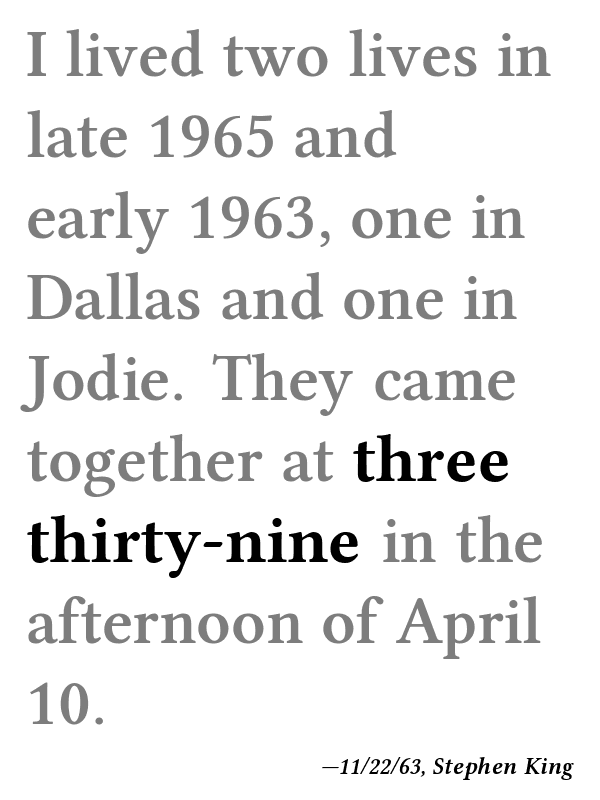 I lived two lives in
late 1965 and
early 1963, one in
Dallas and one in
Jodie. They came
together at three
thirty-nine in the
afternoon of April
10.
—11/22/63, Stephen King